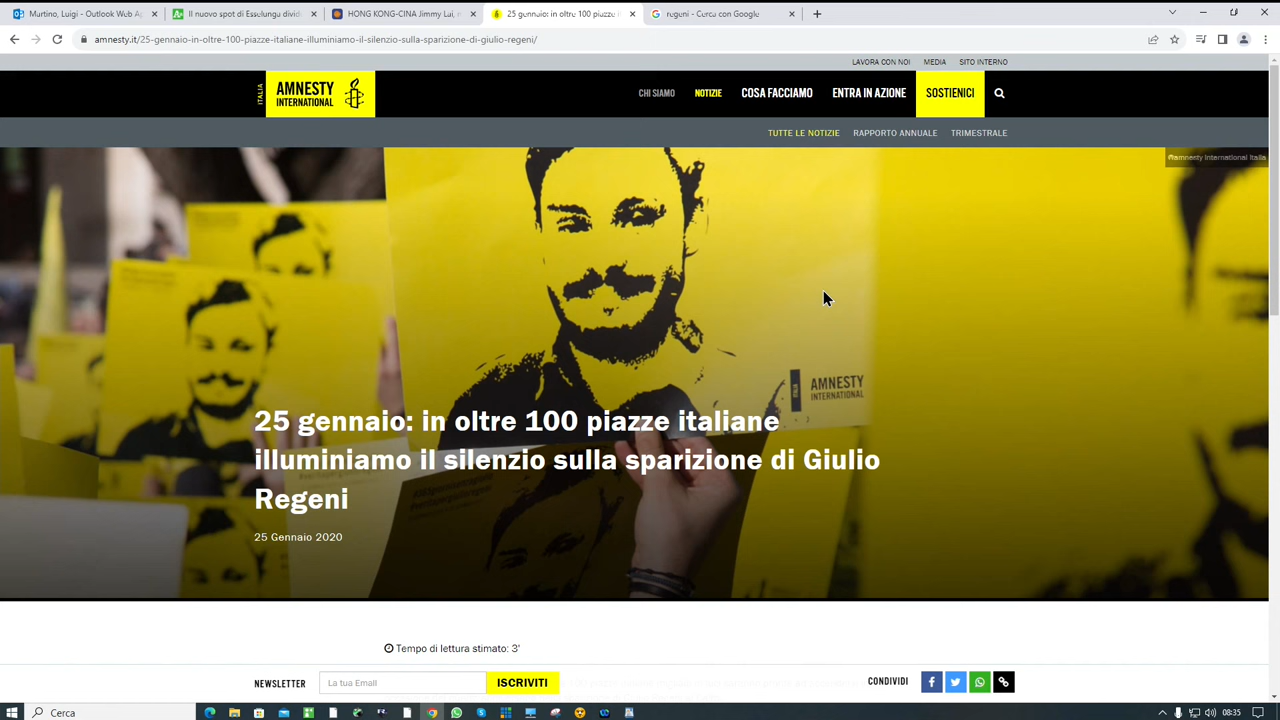 Martino, Luigi - Outlook Web Ap
Il nuovo spot di Esselunga divid
HONG KONG-CINA Jimmy Lai, e
25 gennaio: in oltre 100 piazze i
regeni - Cerca con Google
amnesty.it/25-gennaio-in-oltre-100-piazze-italiane-illuminiamo-il-silenzio-sulla-sparizione-di-giulio-regeni/
LAVORA CON NOI MEDIA SITO INTERNO
ITALIA AMNESTY INTERNATIONAL
CHI SIAMO NOTIZIE COSA FACCIAMO ENTRA IN AZIONE SOSTIENICI
TUTTE LE NOTIZIE RAPPORTO ANNUALE TRIMESTRALE
©amnesty International Italia
ITALIA AMNESTY INTERNATIONAL
25 gennaio: in oltre 100 piazze italiane
illuminiamo il silenzio sulla sparizione di Giulio
Regeni
25 Gennaio 2020
Tempo di lettura stimato: 3'
NEWSLETTER La tua Email ISCRIVITI CONDIVIDI
Cerca
08:35